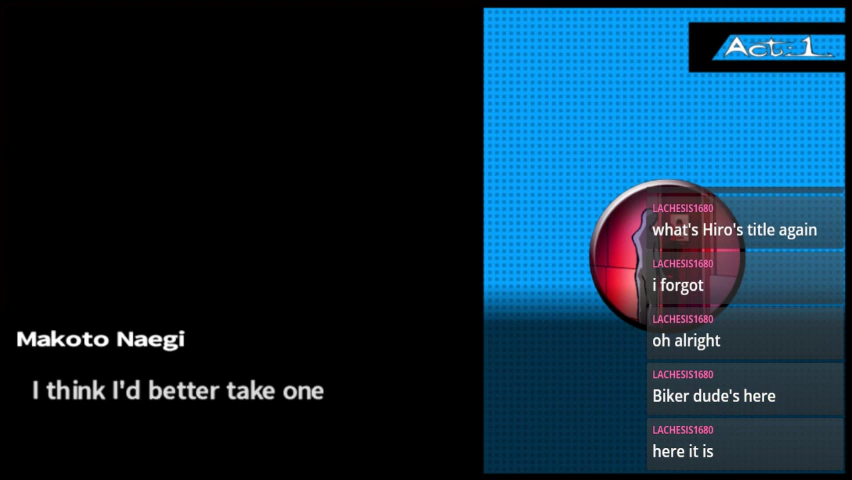 Act:1
LACHESIS1680
what's Hiro's title again
LACHESIS1680
i forgot
LACHESIS1680
oh alright
LACHESIS1680
Biker dude's here
LACHESIS1680
here it is
Makoto Naegi
I think I'd better take one